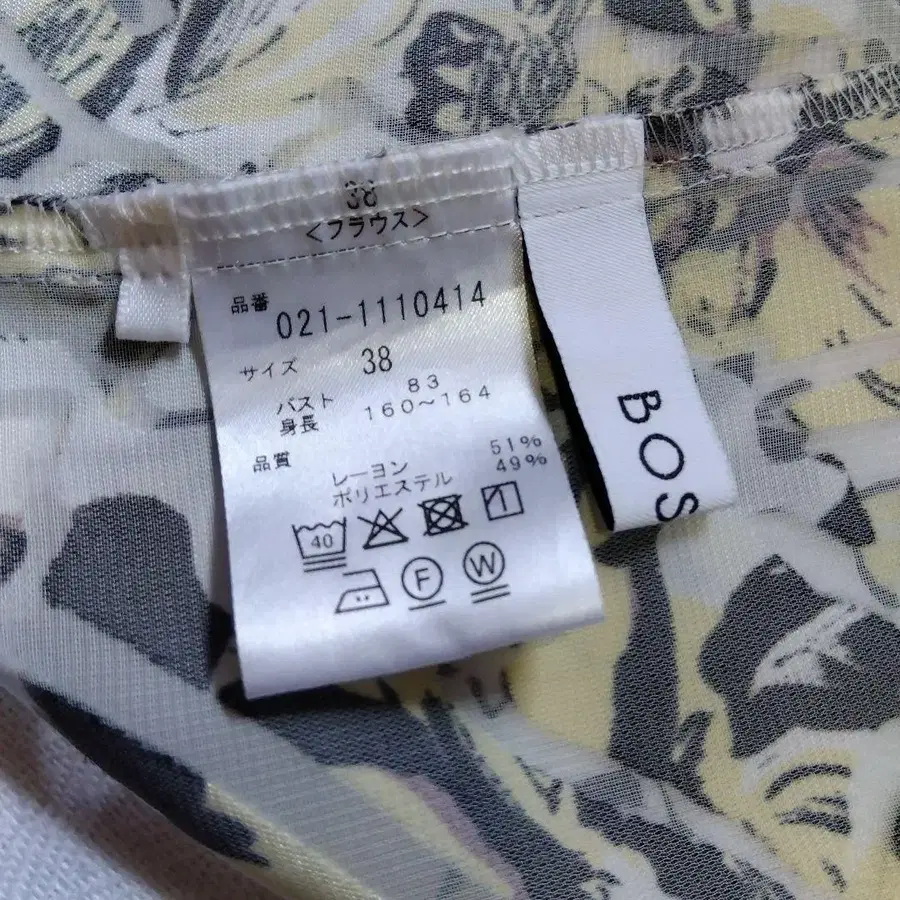 38
<ブラウス>
品番
021-1110414
サイズ 38
バスト 83
身長 160〜164
品質
レーヨン 51%
ポリエステル 49%
40
F
W
BOS